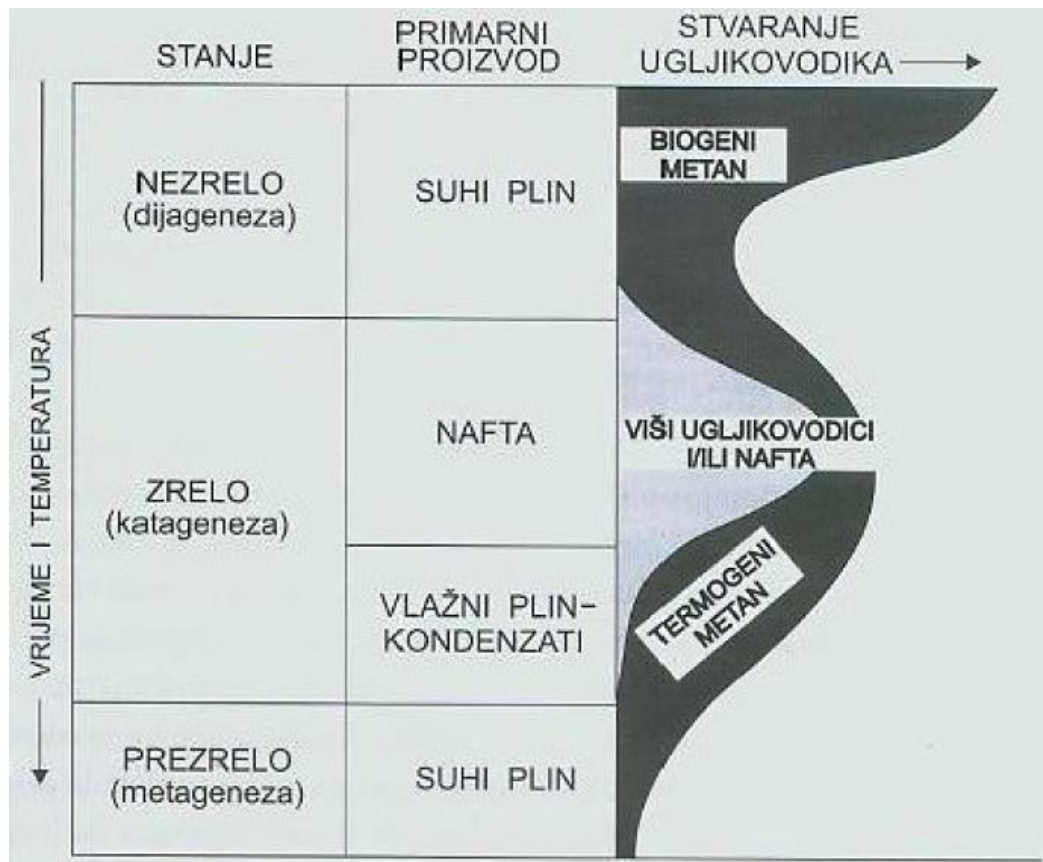 STANJE
PRIMARNI
PROIZVOD
STVARANJE
UGLJIKOVODIKA
VRIJEME I TEMPERATURA
NEZRELO
(dijageneza)
SUHI PLIN
BIOGENI
METAN
ZRELO
(katageneza)
NAFTA
VIŠI UGLJIKOVODICI
I/ILI NAFTA
VLAŽNI PLIN-
KONDENZATI
TERMOGENI
METAN
PREZRELO
(metageneza)
SUHI PLIN